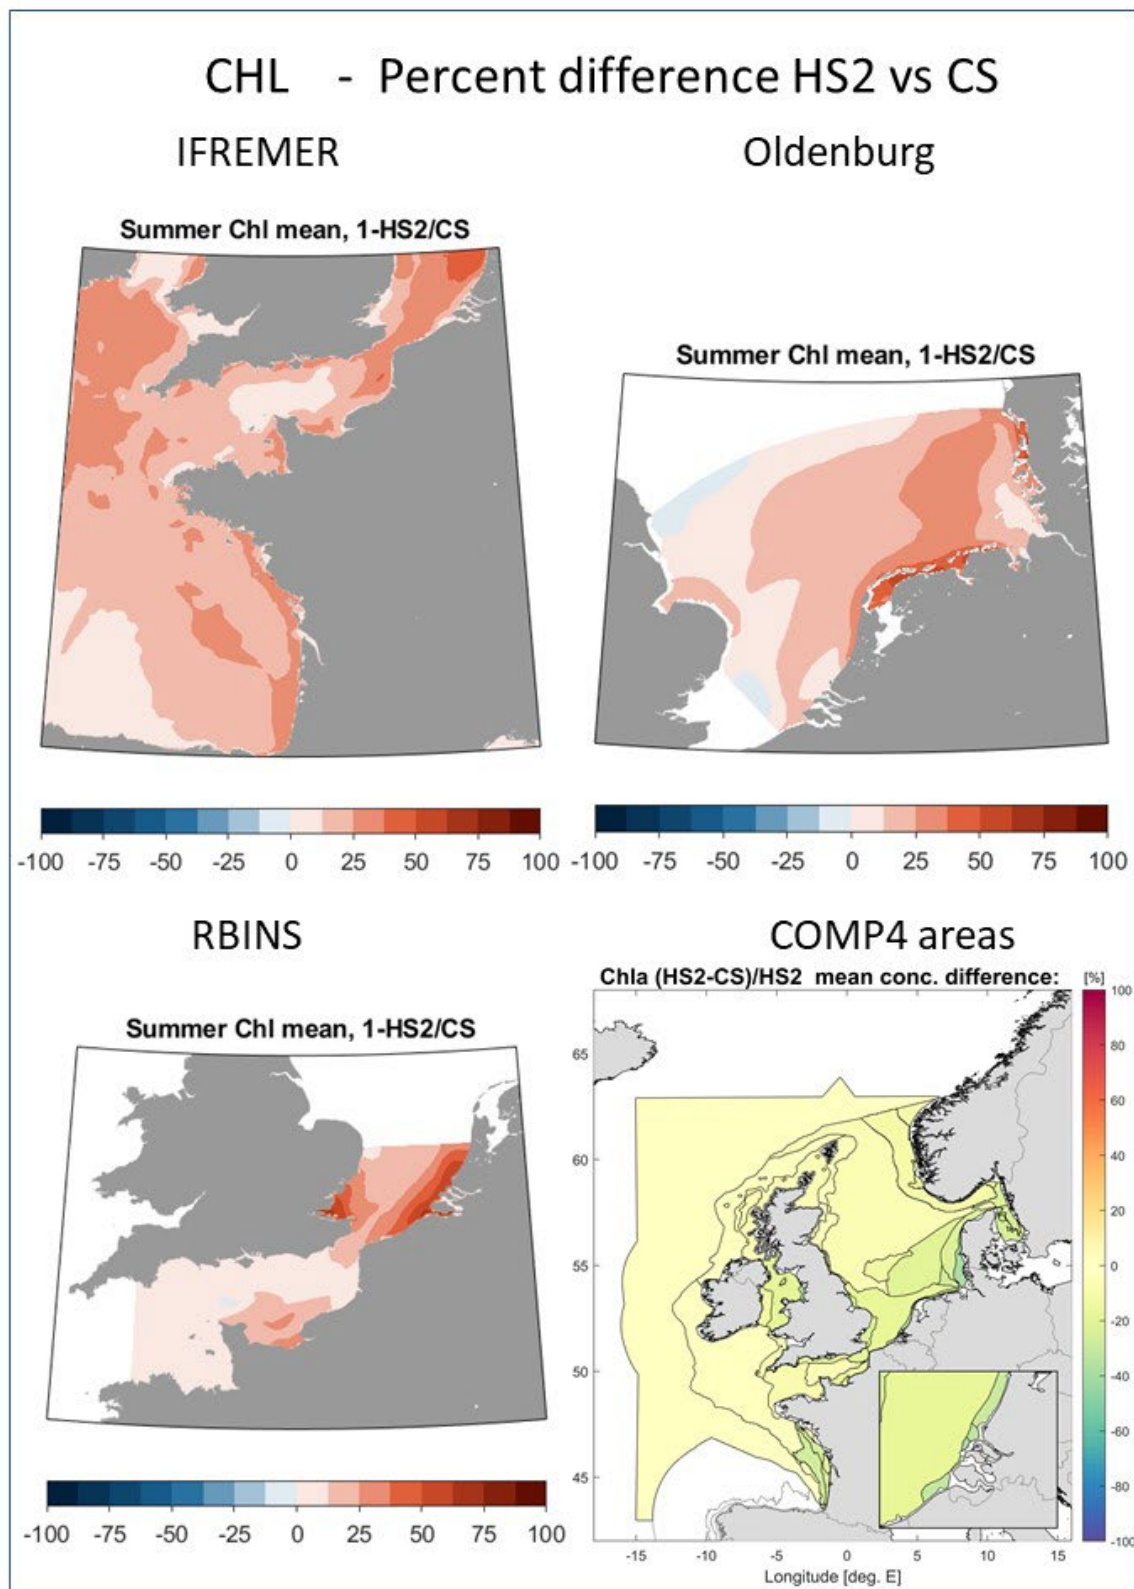 CHL - Percent difference HS2 vs CS
IFREMER
Oldenburg
Summer Chl mean, 1-HS2/CS
Summer Chl mean, 1-HS2/CS
-100 -75 -50 -25 0 25 50 75 100
-100 -75 -50 -25 0 25 50 75 100
RBINS
COMP4 areas
Chla (HS2-CS)/HS2 mean conc. difference:
[%]
Summer Chl mean, 1-HS2/CS
100
80
60
40
20
0
-20
-40
-60
-80
-100
65
60
55
50
45
-100 -75 -50 -25 0 25 50 75 100
-15 -10 -5 0 5 10 15
Longitude [deg. E]